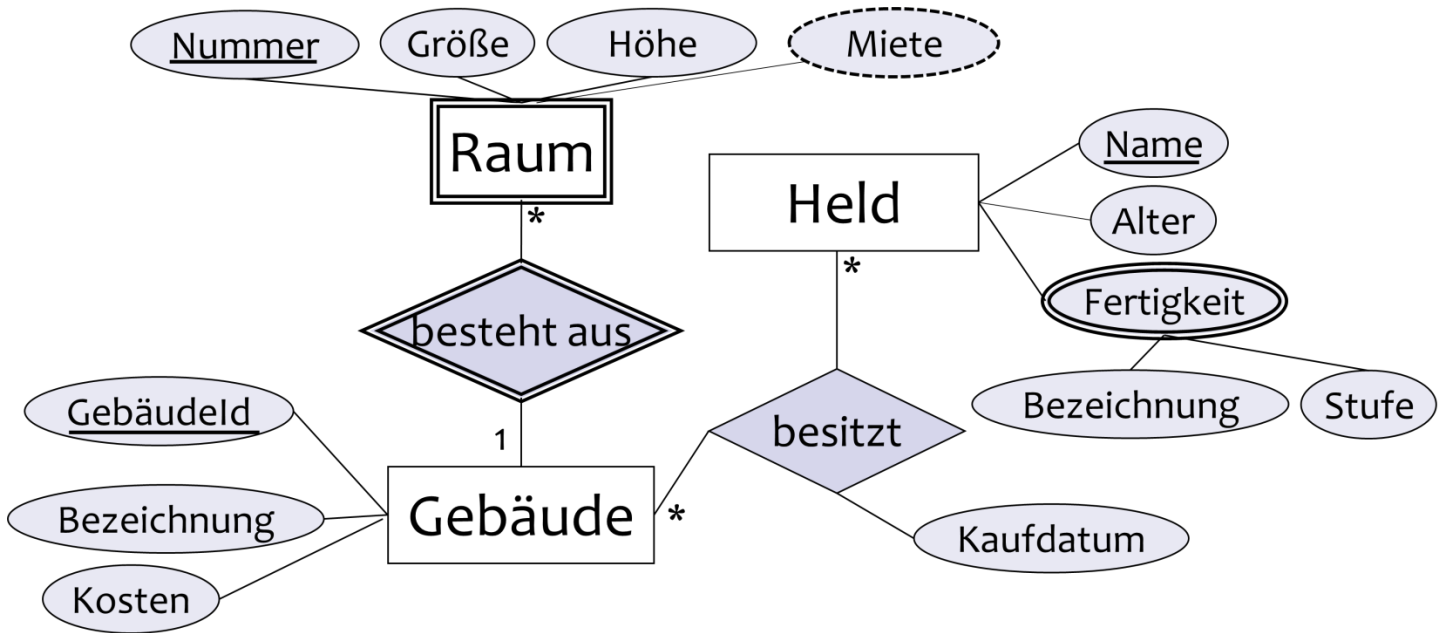 Nummer
Größe
Höhe
Miete
Raum
*
Held
*
Name
Alter
Fertigkeit
Bezeichnung
Stufe
besteht aus
1
besitzt
GebäudeId
Bezeichnung
Kosten
Gebäude
*
Kaufdatum